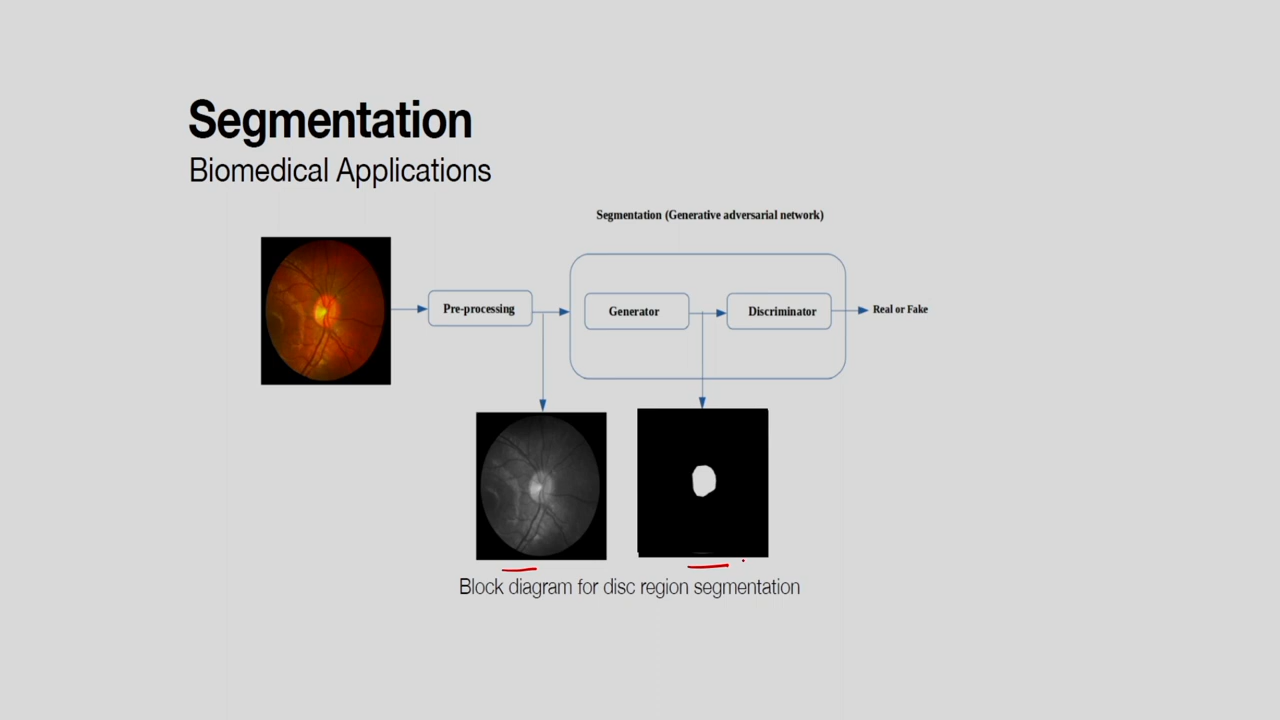 Segmentation
Biomedical Applications
Segmentation (Generative adversarial network)
Pre-processing
Generator
Discriminator
Real or Fake
Block diagram for disc region segmentation